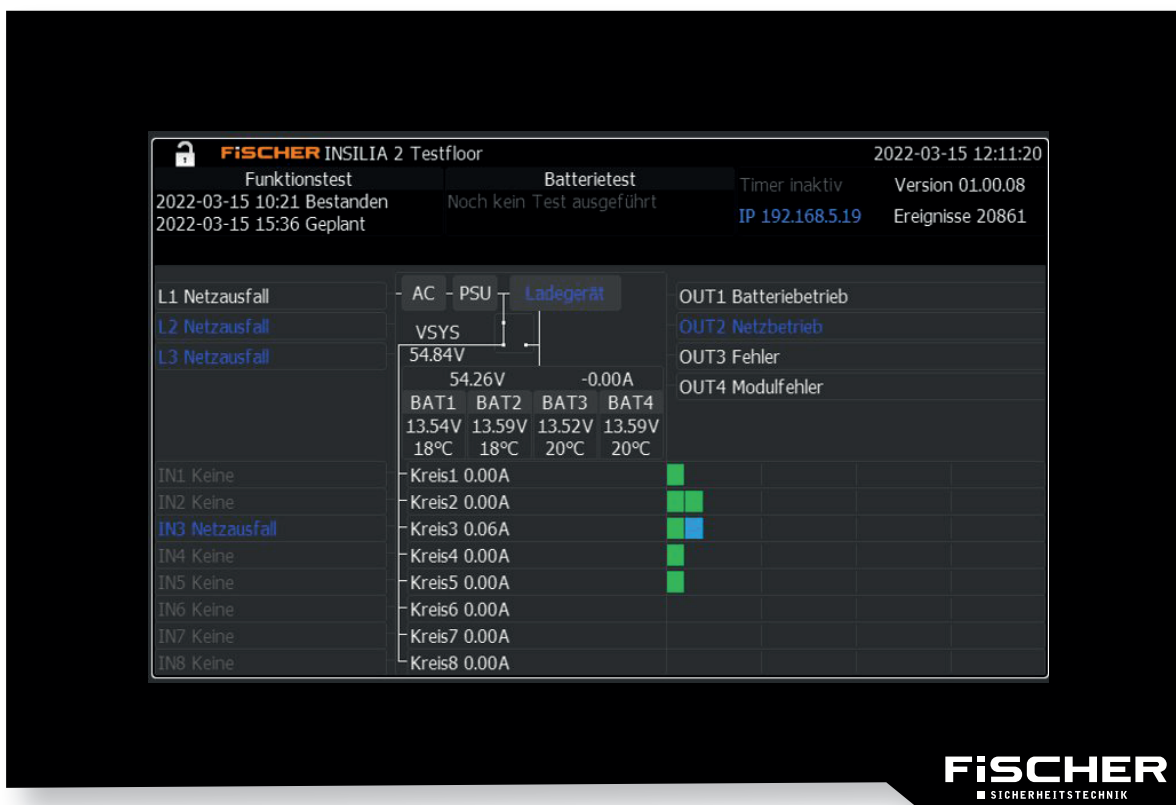 FiSCHER INSILIA 2 Testfloor 2022-03-15 12:11:20
Funktionstest Batterietest Timer inaktiv Version 01.00.08
2022-03-15 10:21 Bestanden Noch kein Test ausgeführt
2022-03-15 15:36 Geplant IP 192.168.5.19 Ereignisse 20861
L1 Netzausfall AC PSU Ladegerät OUT1 Batteriebetrieb
L2 Netzausfall VSYS OUT2 Netzbetrieb
L3 Netzausfall 54.84V OUT3 Fehler
54.26V -0.00A OUT4 Modulfehler
BAT1 BAT2 BAT3 BAT4
13.54V 13.59V 13.52V 13.59V
18°C 18°C 20°C 20°C
IN1 Keine Kreis1 0.00A
IN2 Keine Kreis2 0.00A
IN3 Netzausfall Kreis3 0.06A
IN4 Keine Kreis4 0.00A
IN5 Keine Kreis5 0.00A
IN6 Keine Kreis6 0.00A
IN7 Keine Kreis7 0.00A
IN8 Keine Kreis8 0.00A
FiSCHER
SICHERHEITSTECHNIK